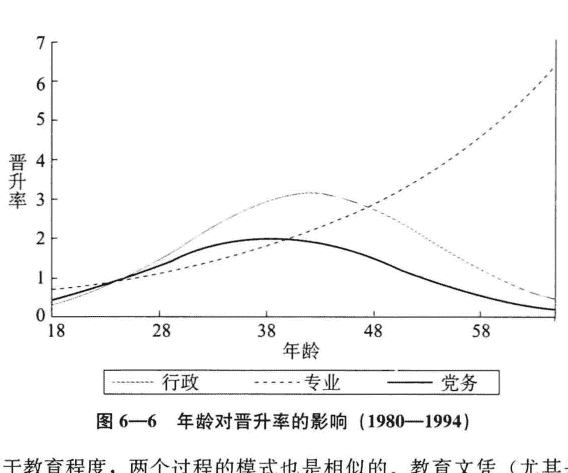 7
6
5
4
3
2
1
0
晋升率
18 28 38 48 58
年龄
行政 专业 党务
图 6—6 年龄对晋升率的影响（1980—1994）
于教育程度，两个过程的模式也是相似的。教育文凭（尤其